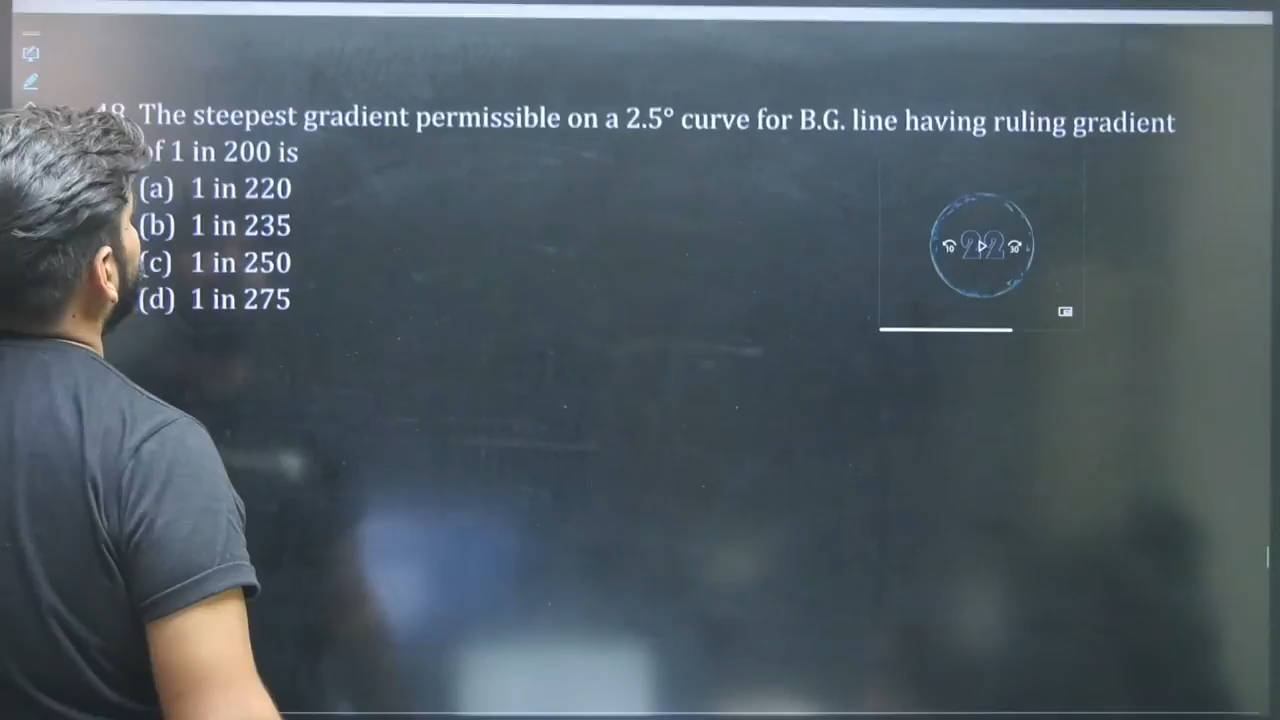 48. The steepest gradient permissible on a 2.5° curve for B.G. line having ruling gradient
of 1 in 200 is
(a) 1 in 220
(b) 1 in 235
(c) 1 in 250
(d) 1 in 275
10 22 30